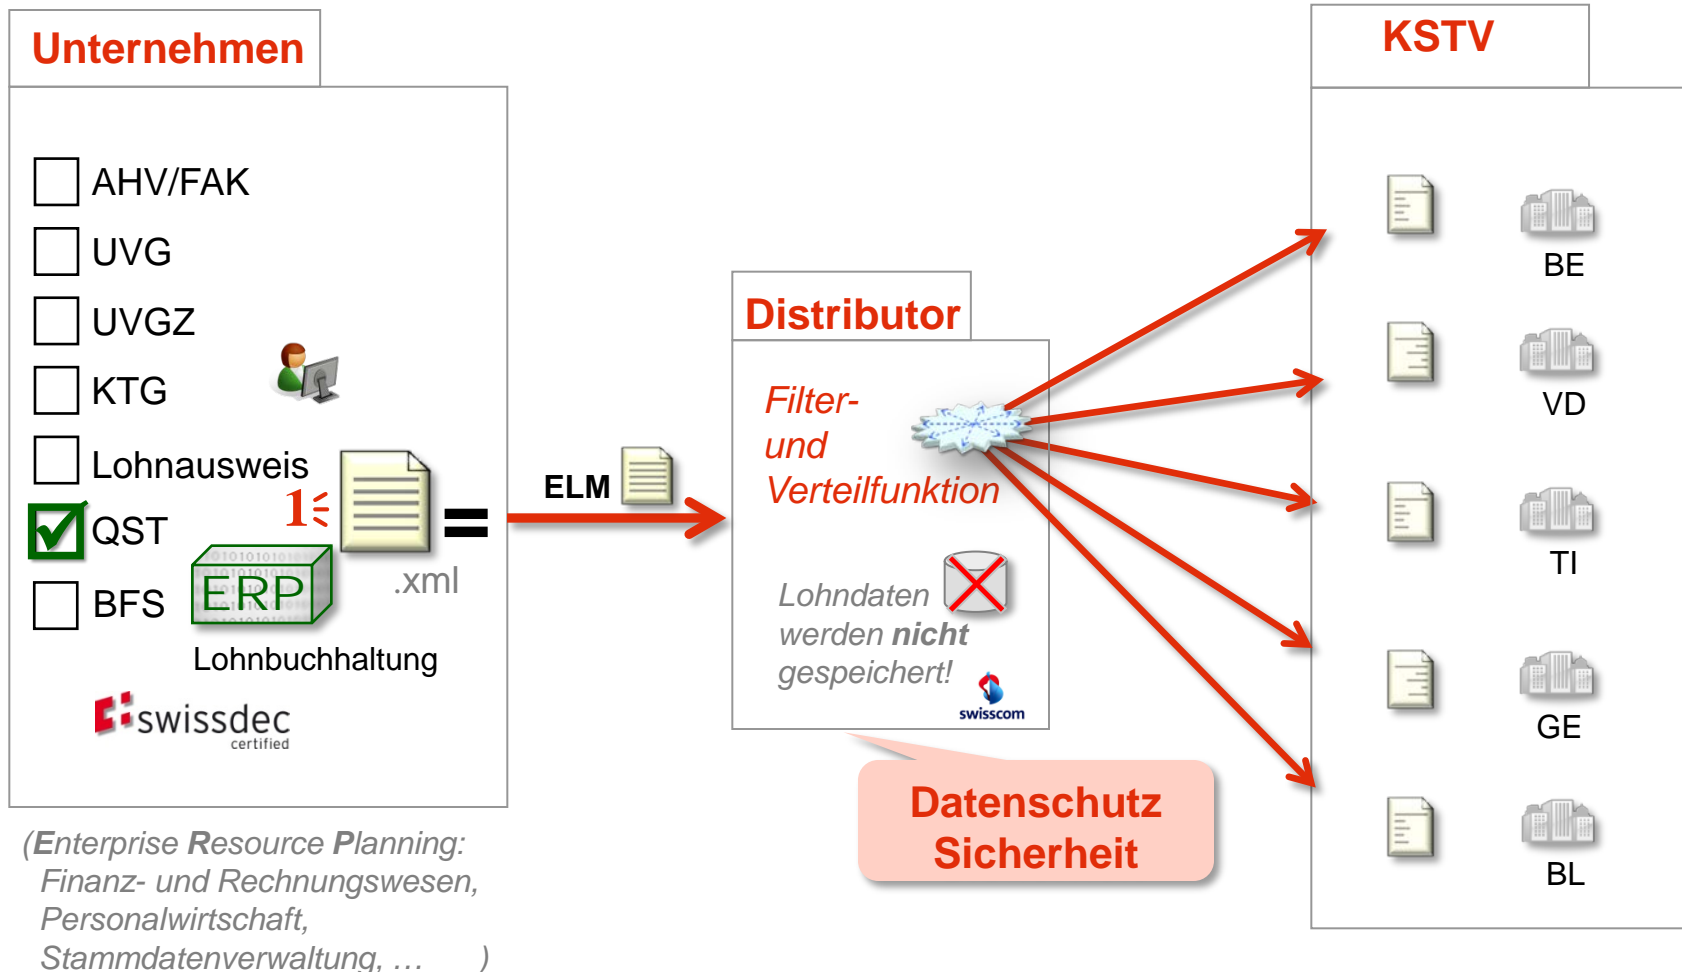 Unternehmen
AHV/FAK
UVG
UVGZ
KTG
Lohnausweis
QST
BFS
1
ERP
.xml
=
Lohnbuchhaltung
swissdec
certified
(Enterprise Resource Planning:
Finanz- und Rechnungswesen,
Personalwirtschaft,
Stammdatenverwaltung, … )
ELM
Distributor
Filter-
und
Verteilfunktion
Lohndaten
werden nicht
gespeichert!
swisscom
Datenschutz
Sicherheit
KSTV
BE
VD
TI
GE
BL